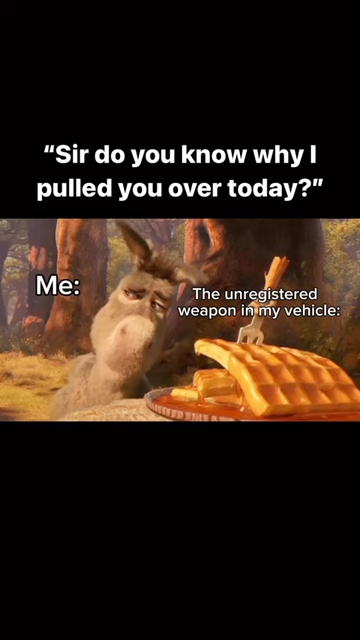 “Sir do you know why I
pulled you over today?”
Me:
The unregistered
weapon in my vehicle: